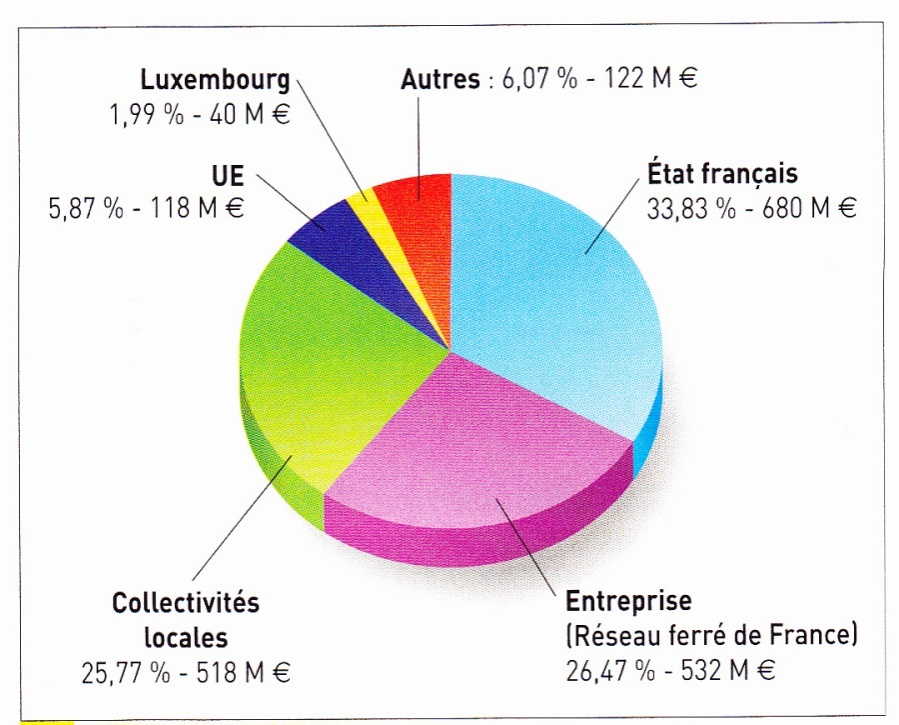 Luxembourg
1,99 % - 40 M €
Autres : 6,07 % - 122 M €
UE
5,87 % - 118 M €
État français
33,83 % - 680 M €
Collectivités
locales
25,77 % - 518 M €
Entreprise
(Réseau ferré de France)
26,47 % - 532 M €